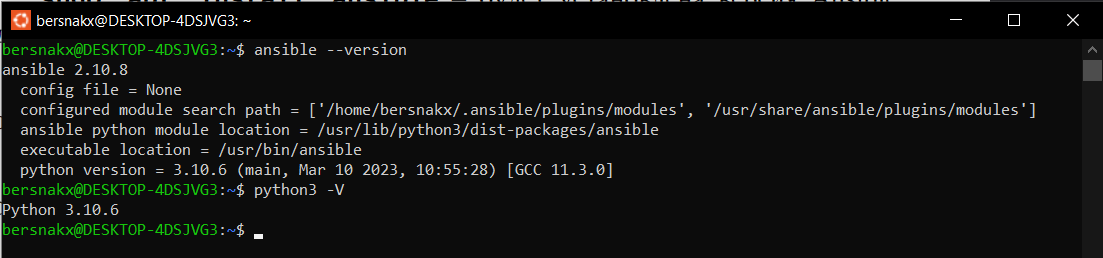 bersnakx@DESKTOP-4DSJVG3: ~
bersnakx@DESKTOP-4DSJVG3:~$ ansible --version
ansible 2.10.8
  config file = None
  configured module search path = ['/home/bersnakx/.ansible/plugins/modules', '/usr/share/ansible/plugins/modules']
  ansible python module location = /usr/lib/python3/dist-packages/ansible
  executable location = /usr/bin/ansible
  python version = 3.10.6 (main, Mar 10 2023, 10:55:28) [GCC 11.3.0]
bersnakx@DESKTOP-4DSJVG3:~$ python3 -V
Python 3.10.6
bersnakx@DESKTOP-4DSJVG3:~$